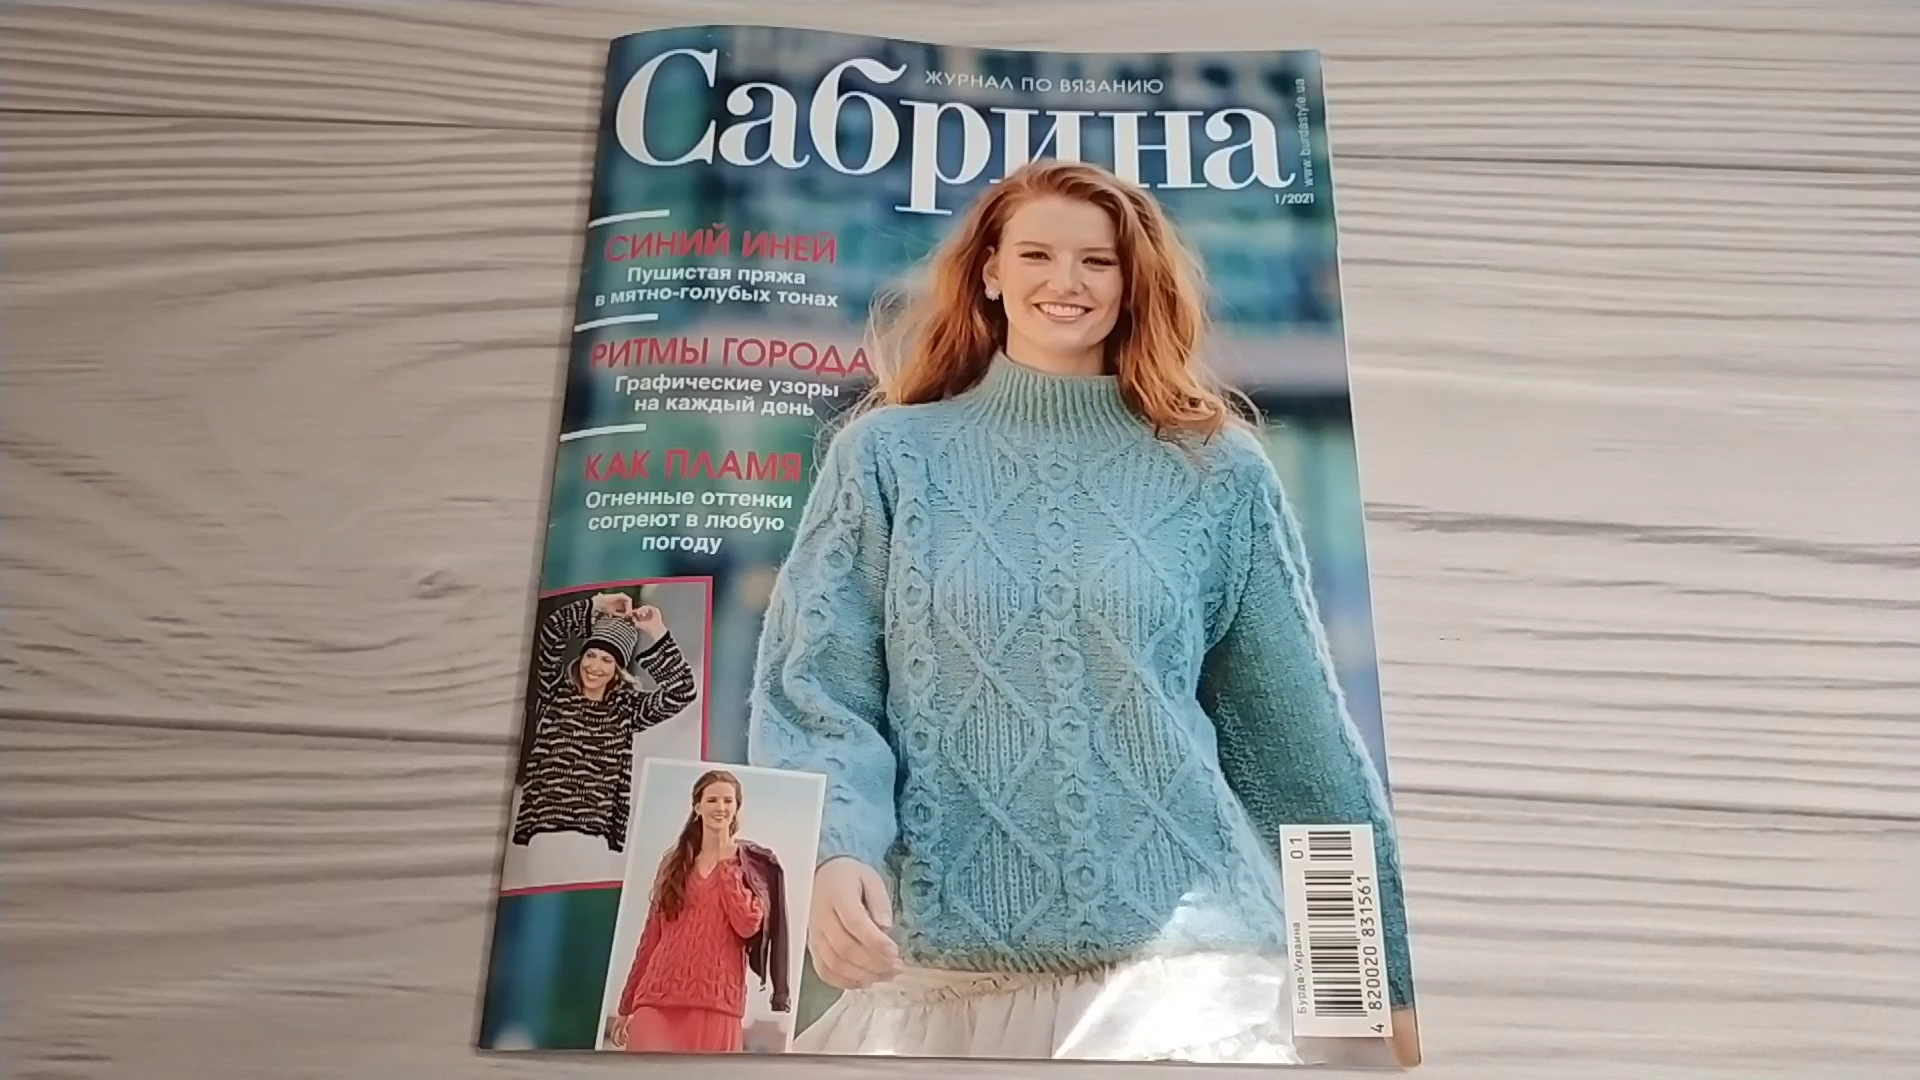 Сабрина
ЖУРНАЛ ПО ВЯЗАНИЮ
www.burdastyle.ua
1/2021
СИНИЙ ИНЕЙ
Пушистая пряжа
в мятно-голубых тонах
РИТМЫ ГОРОДА
Графические узоры
на каждый день
КАК ПЛАМЯ
Огненные оттенки
согреют в любую
погоду
Бурда-Украина
01
4 820020 831561